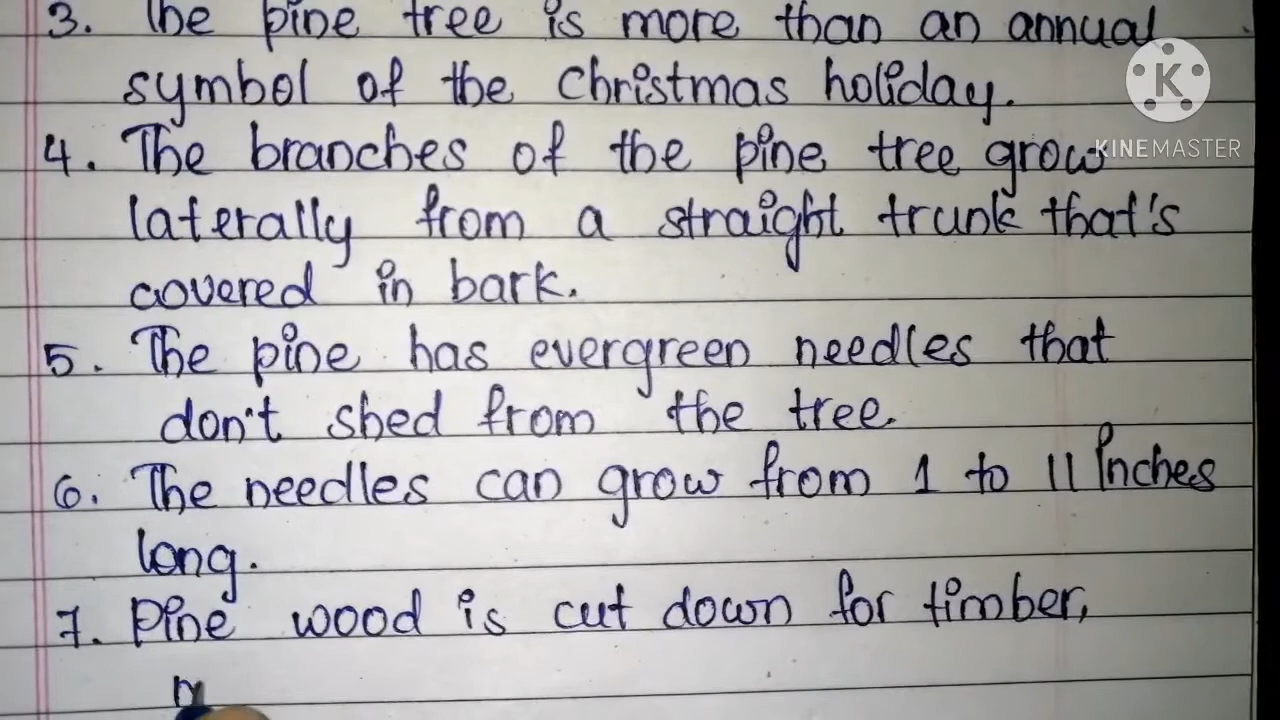 3. The pine tree is more than an annual
symbol of the Christmas holiday.
4. The branches of the pine tree grow
laterally from a straight trunk that's
covered in bark.
5. The pine has evergreen needles that
don't shed from the tree.
6. The needles can grow from 1 to 11 inches
long.
7. Pine wood is cut down for timber,
K
KINEMASTER